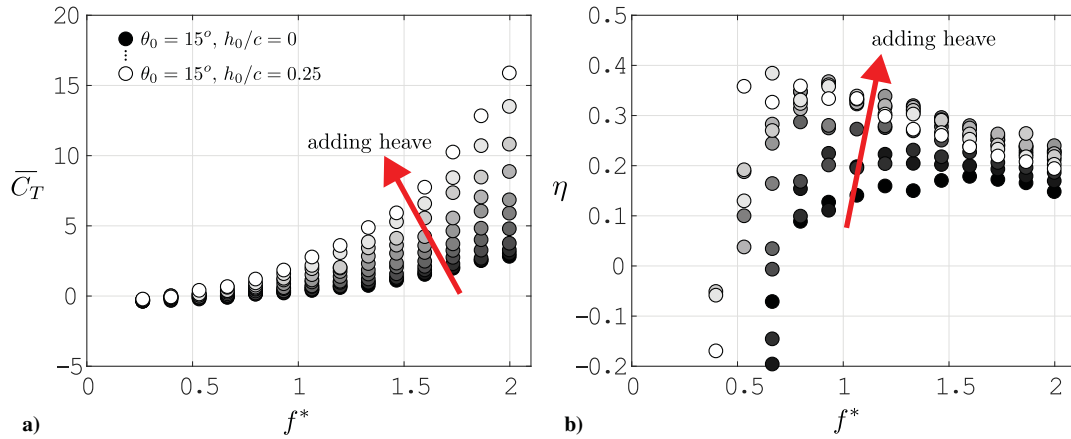 20
15
10
5
0
−5
C_T
θ₀ = 15°, h₀/c = 0
⋮
θ₀ = 15°, h₀/c = 0.25
adding heave
0 0.5 1 1.5 2
f*
a)
0.5
0.4
0.3
0.2
0.1
0
−0.1
−0.2
η
adding heave
0 0.5 1 1.5 2
f*
b)